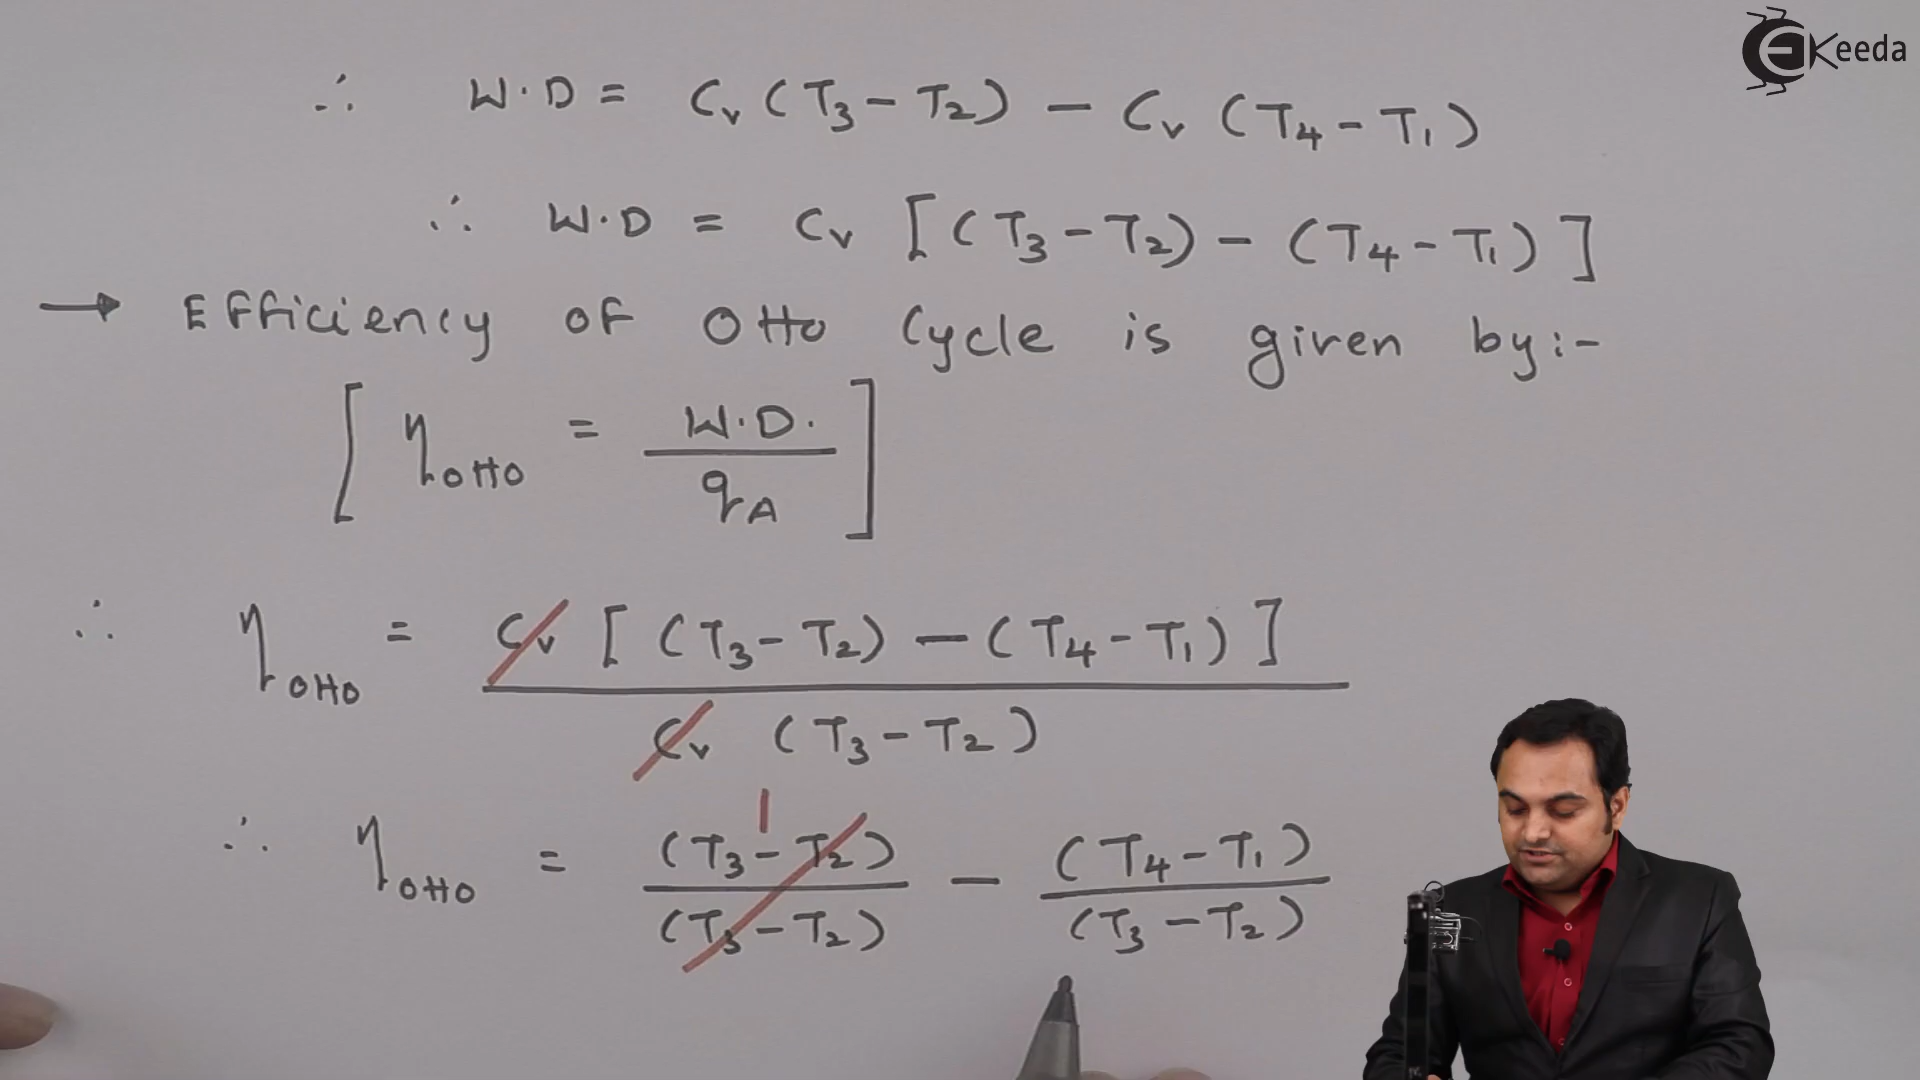 EKeeda
∴ W.D = Cv (T3 - T2) - Cv (T4 - T1)
∴ W.D = Cv [(T3 - T2) - (T4 - T1)]
→ Efficiency of Otto Cycle is given by:-
[ηotto = W.D. / qA]
∴ ηotto = Cv [(T3 - T2) - (T4 - T1)] / Cv (T3 - T2)
1
∴ ηotto = (T3 - T2) / (T3 - T2) - (T4 - T1) / (T3 - T2)